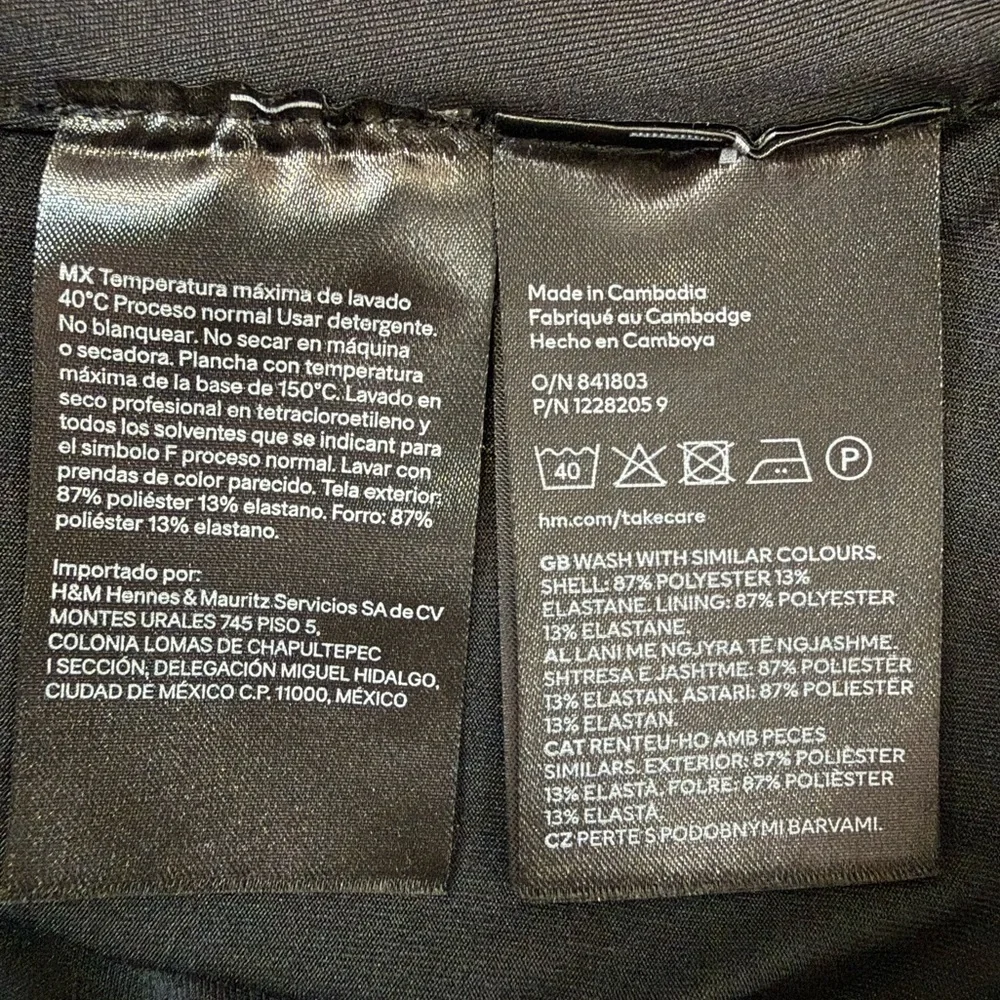 MX Temperatura máxima de lavado
40°C Proceso normal Usar detergente.
No blanquear. No secar en máquina
o secadora. Plancha con temperatura
máxima de la base de 150°C. Lavado en
seco profesional en tetracloroetileno y
todos los solventes que se indicant para
el simbolo F proceso normal. Lavar con
prendas de color parecido. Tela exterior:
87% poliéster 13% elastano. Forro: 87%
poliéster 13% elastano.
Importado por:
H&M Hennes & Mauritz Servicios SA de CV
MONTES URALES 745 PISO 5,
COLONIA LOMAS DE CHAPULTEPEC
I SECCIÓN, DELEGACIÓN MIGUEL HIDALGO,
CIUDAD DE MÉXICO C.P. 11000, MÉXICO
Made in Cambodia
Fabriqué au Cambodge
Hecho en Camboya
O/N 841803
P/N 1228205 9
40 P
hm.com/takecare
GB WASH WITH SIMILAR COLOURS.
SHELL: 87% POLYESTER 13%
ELASTANE. LINING: 87% POLYESTER
13% ELASTANE.
AL LANI ME NGJYRA TË NGJASHME.
SHTRESA E JASHTME: 87% POLIESTËR
13% ELASTAN. ASTARI: 87% POLIESTËR
13% ELASTAN.
CAT RENTEU-HO AMB PECES
SIMILARS. EXTERIOR: 87% POLIÈSTER
13% ELASTÀ. FOLRE: 87% POLIÈSTER
13% ELASTÀ.
CZ PERTE S PODOBNÝMI BARVAMI.